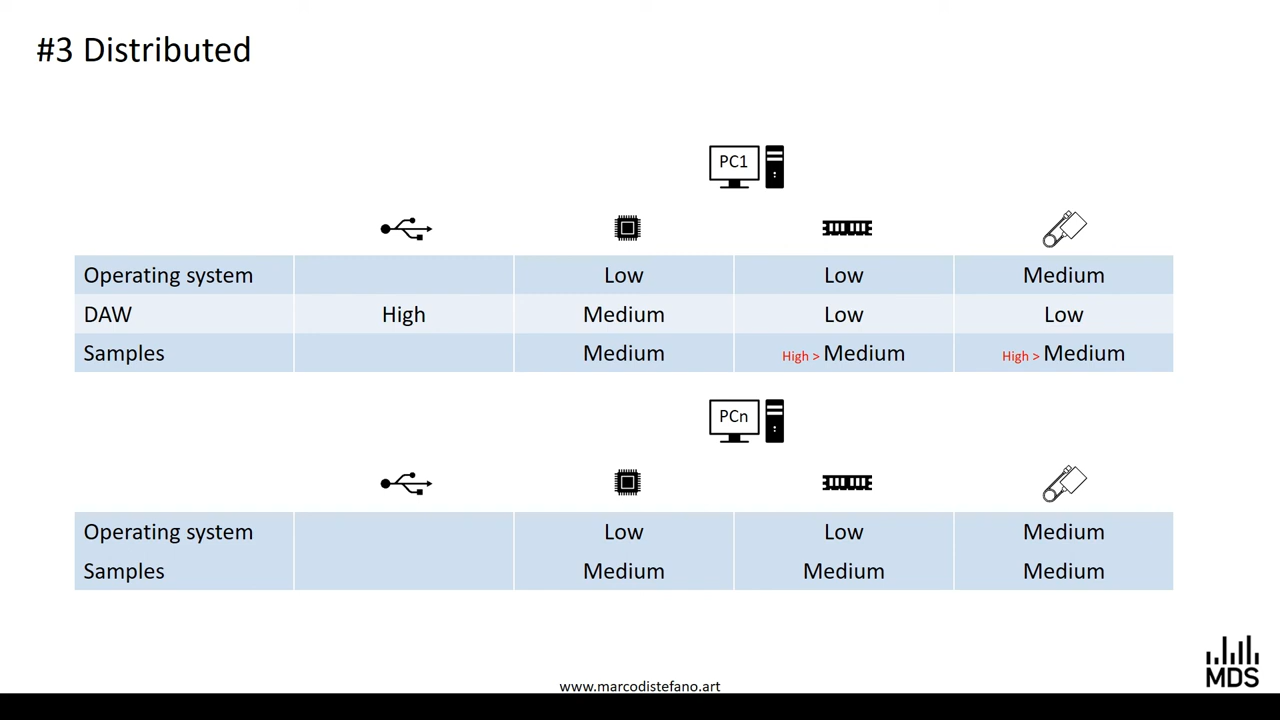 #3 Distributed
PC1
Operating system Low Low Medium
DAW High Medium Low Low
Samples Medium High > Medium High > Medium
PCn
Operating system Low Low Medium
Samples Medium Medium Medium
MDS
www.marcodistefano.art